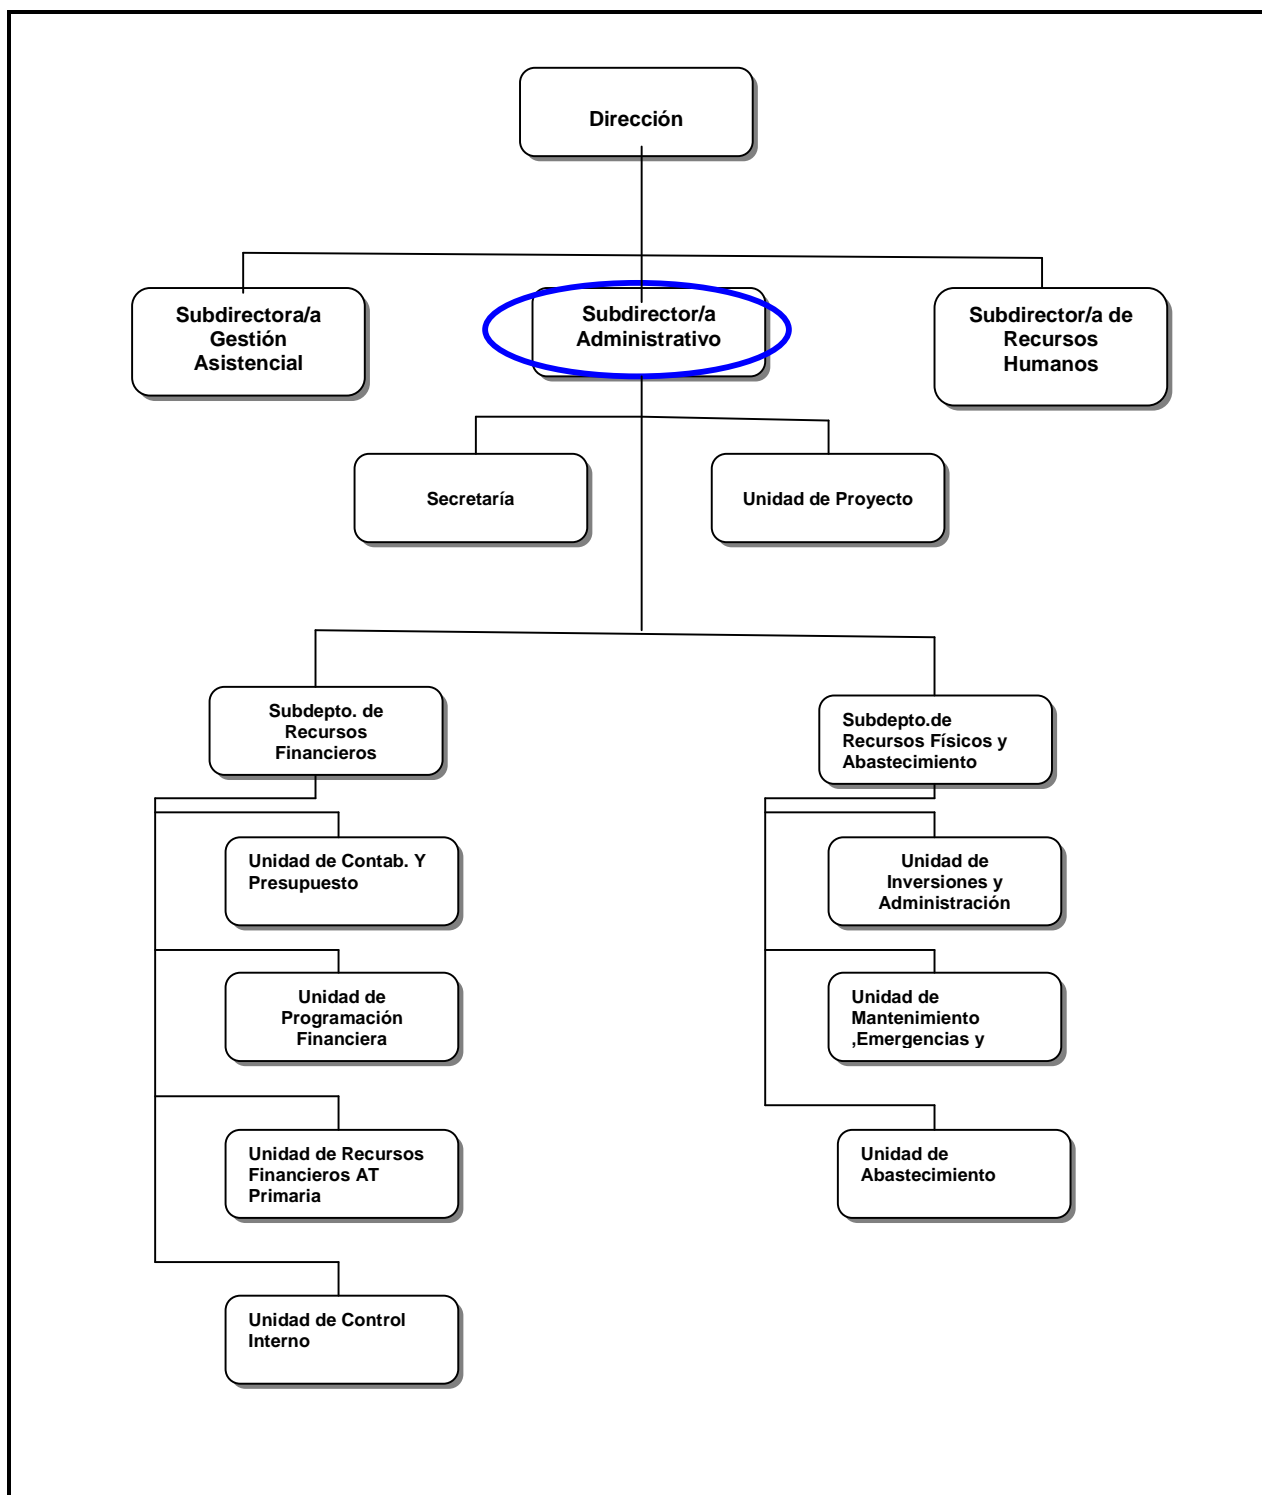 Dirección
Subdirectora/a
Gestión
Asistencial
Subdirector/a
Administrativo
Subdirector/a de
Recursos
Humanos
Secretaría
Unidad de Proyecto
Subdepto. de
Recursos
Financieros
Subdepto.de
Recursos Físicos y
Abastecimiento
Unidad de Contab. Y
Presupuesto
Unidad de
Inversiones y
Administración
Unidad de
Programación
Financiera
Unidad de
Mantenimiento
,Emergencias y
Unidad de Recursos
Financieros AT
Primaria
Unidad de
Abastecimiento
Unidad de Control
Interno